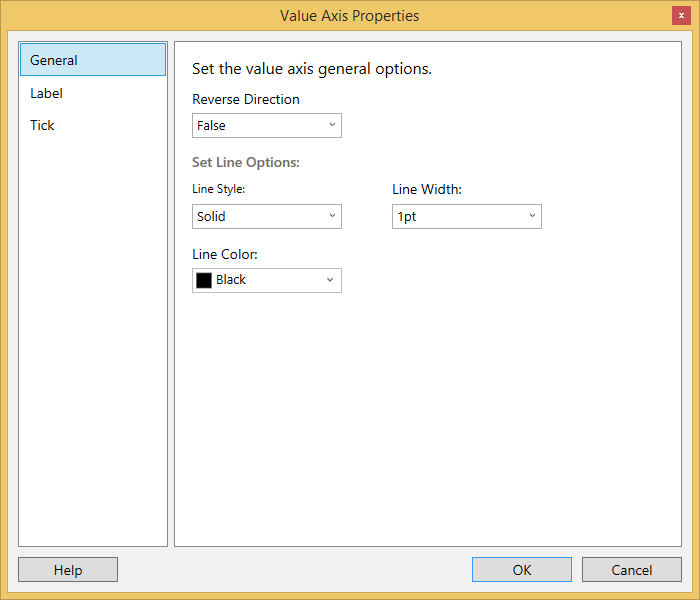 Value Axis Properties
x
General
Label
Tick
Set the value axis general options.
Reverse Direction
False
Set Line Options:
Line Style:
Line Width:
Solid
1pt
Line Color:
Black
Help
OK
Cancel